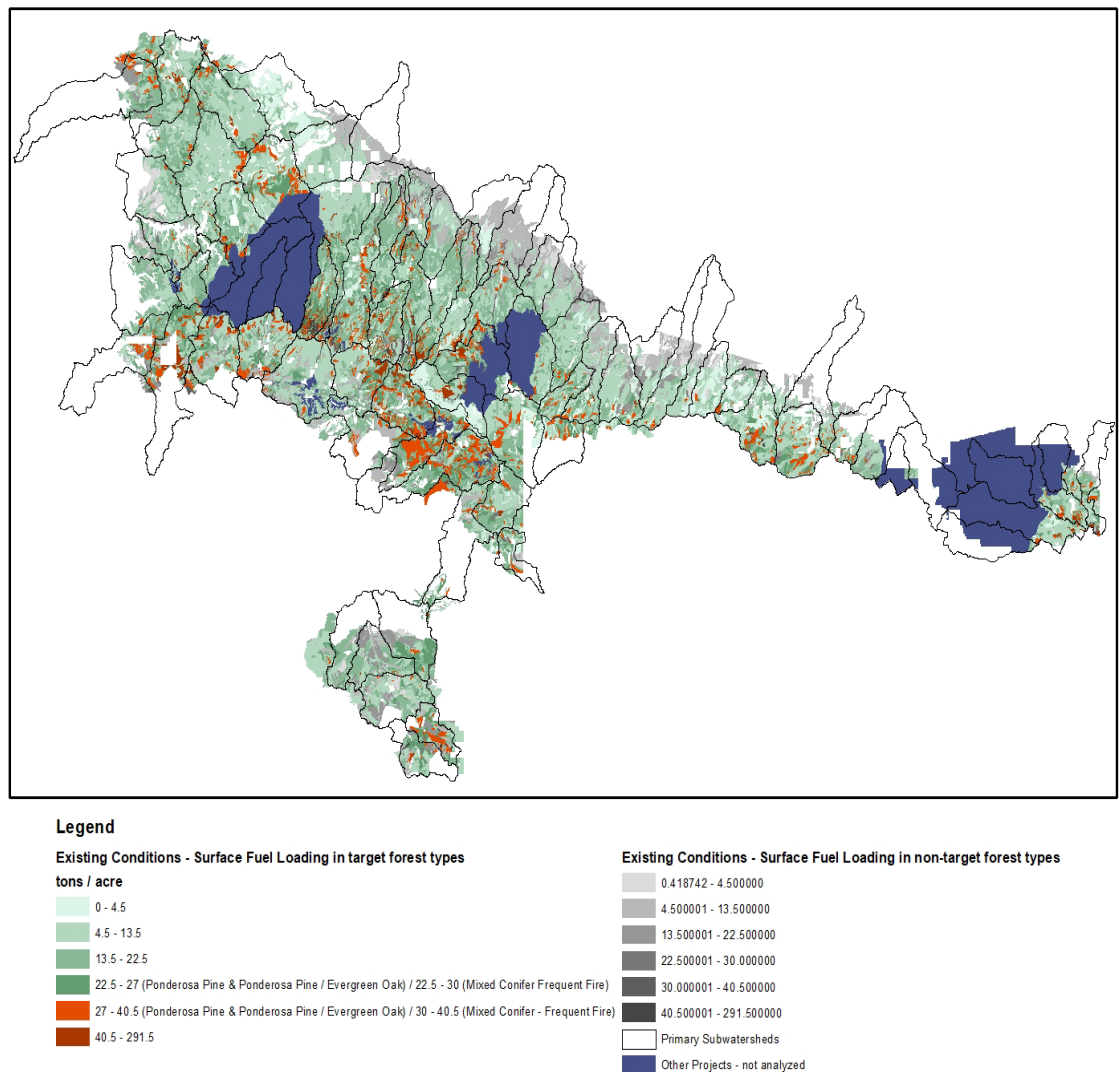 Legend
Existing Conditions - Surface Fuel Loading in target forest types
tons / acre
0 - 4.5
4.5 - 13.5
13.5 - 22.5
22.5 - 27 (Ponderosa Pine & Ponderosa Pine / Evergreen Oak) / 22.5 - 30 (Mixed Conifer Frequent Fire)
27 - 40.5 (Ponderosa Pine & Ponderosa Pine / Evergreen Oak) / 30 - 40.5 (Mixed Conifer - Frequent Fire)
40.5 - 291.5
Existing Conditions - Surface Fuel Loading in non-target forest types
0.418742 - 4.500000
4.500001 - 13.500000
13.500001 - 22.500000
22.500001 - 30.000000
30.000001 - 40.500000
40.500001 - 291.500000
Primary Subwatersheds
Other Projects - not analyzed